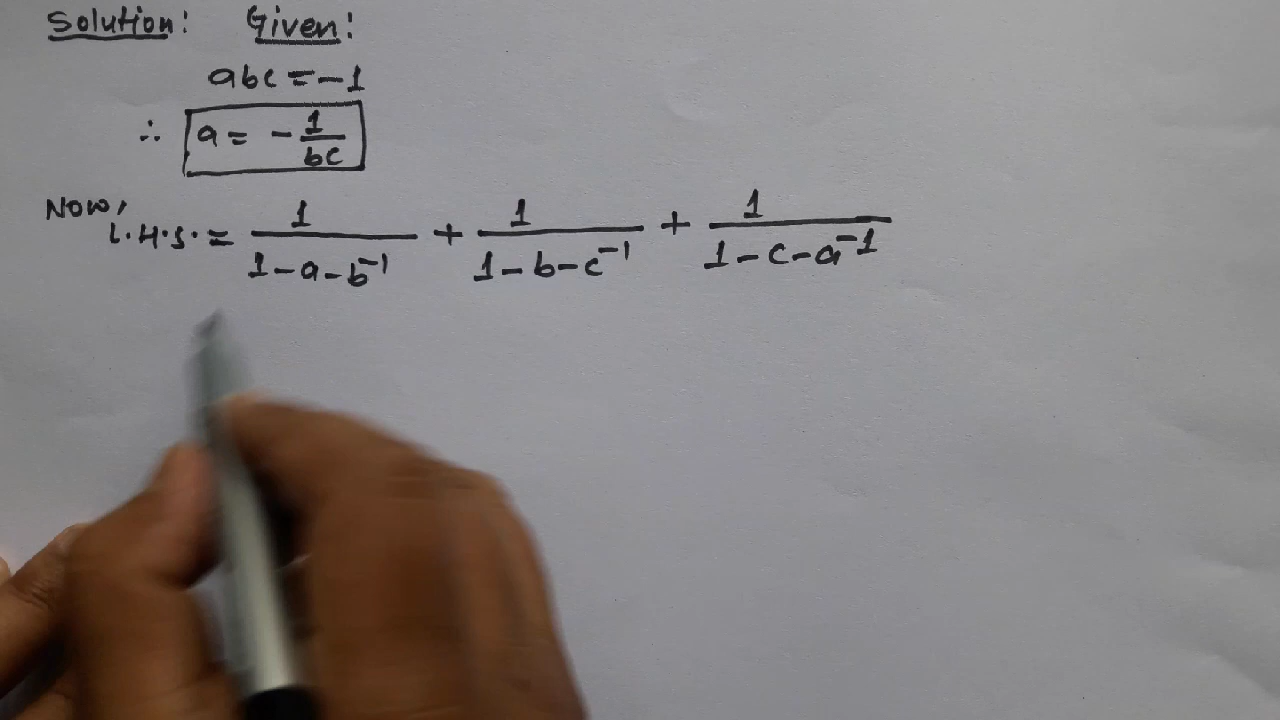 Solution: Given:
abc = -1
∴ a = - 1/bc
Now,
L.H.S. = 1/(1-a-b⁻¹) + 1/(1-b-c⁻¹) + 1/(1-c-a⁻¹)